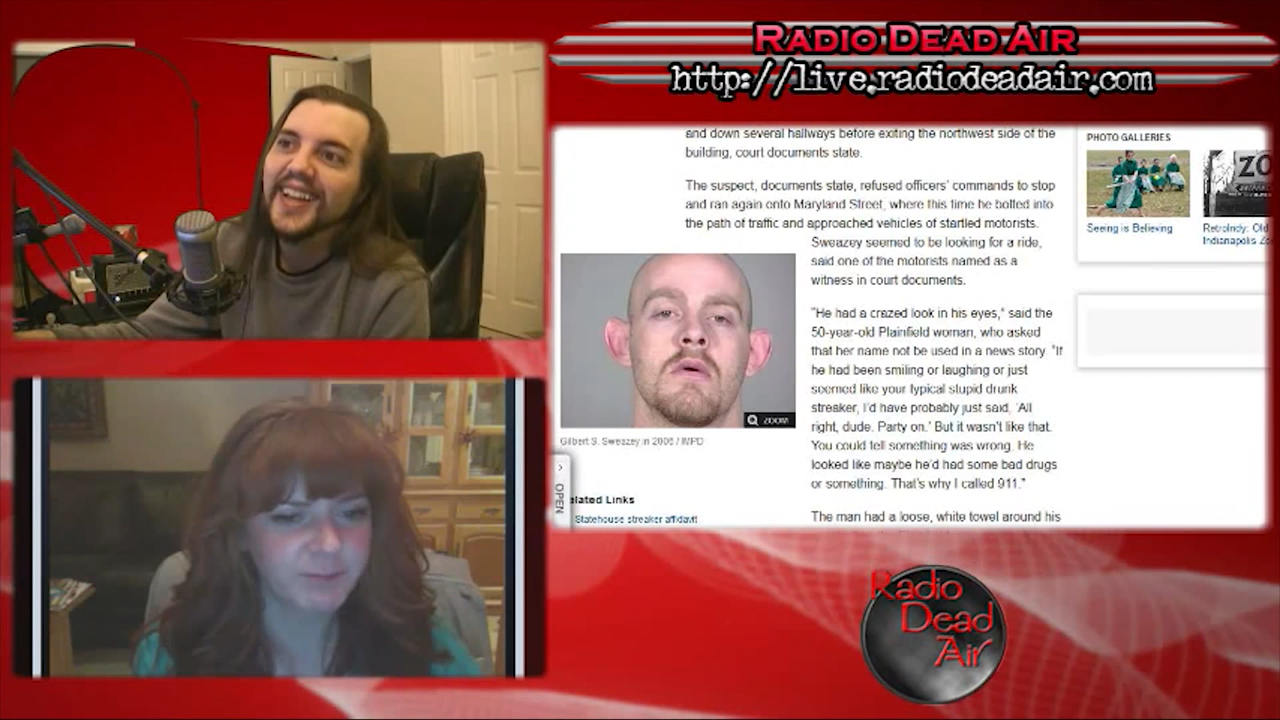 Radio Dead Air
http://live.radiodeadair.com
and down several hallways before exiting the northwest side of the
building, court documents state.
The suspect, documents state, refused officers' commands to stop
and ran again onto Maryland Street, where this time he bolted into
the path of traffic and approached vehicles of startled motorists.
Sweazey seemed to be looking for a ride,
said one of the motorists named as a
witness in court documents.
"He had a crazed look in his eyes," said the
50-year-old Plainfield woman, who asked
that her name not be used in a news story. "If
he had been smiling or laughing or just
seemed like your typical stupid drunk
streaker, I'd have probably just said, 'All
right, dude. Party on.' But it wasn't like that.
You could tell something was wrong. He
looked like maybe he'd had some bad drugs
or something. That's why I called 911."
The man had a loose, white towel around his
ZOOM
Gilbert S. Sweazey in 2006 / IMPD
OPEN
elated Links
Statehouse streaker affidavit
PHOTO GALLERIES
ZO
Seeing is Believing
RetroIndy: Old
Indianapolis Zo
Radio
Dead
Air